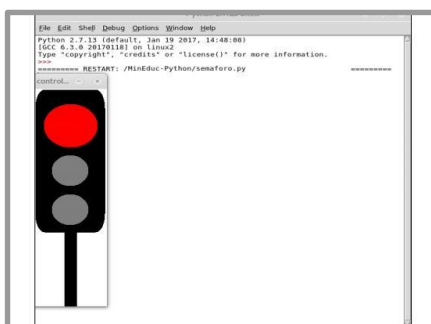 File Edit Shell Debug Options Window Help
Python 2.7.13 (default, Jan 19 2017, 14:48:08)
[GCC 6.3.0 20170118] on linux2
Type "copyright", "credits" or "license()" for more information.
>>>
========= RESTART: /MinEduc-Python/semaforo.py =========
control...